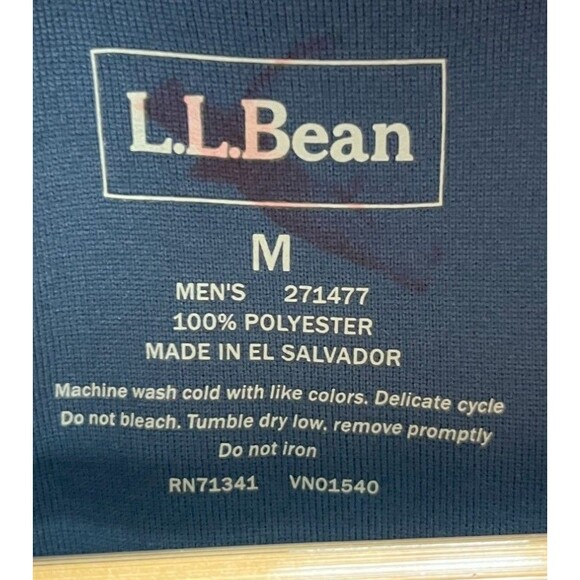 L.L.Bean
M
MEN'S 271477
100% POLYESTER
MADE IN EL SALVADOR
Machine wash cold with like colors. Delicate cycle
Do not bleach. Tumble dry low, remove promptly
Do not iron
RN71341 VN01540